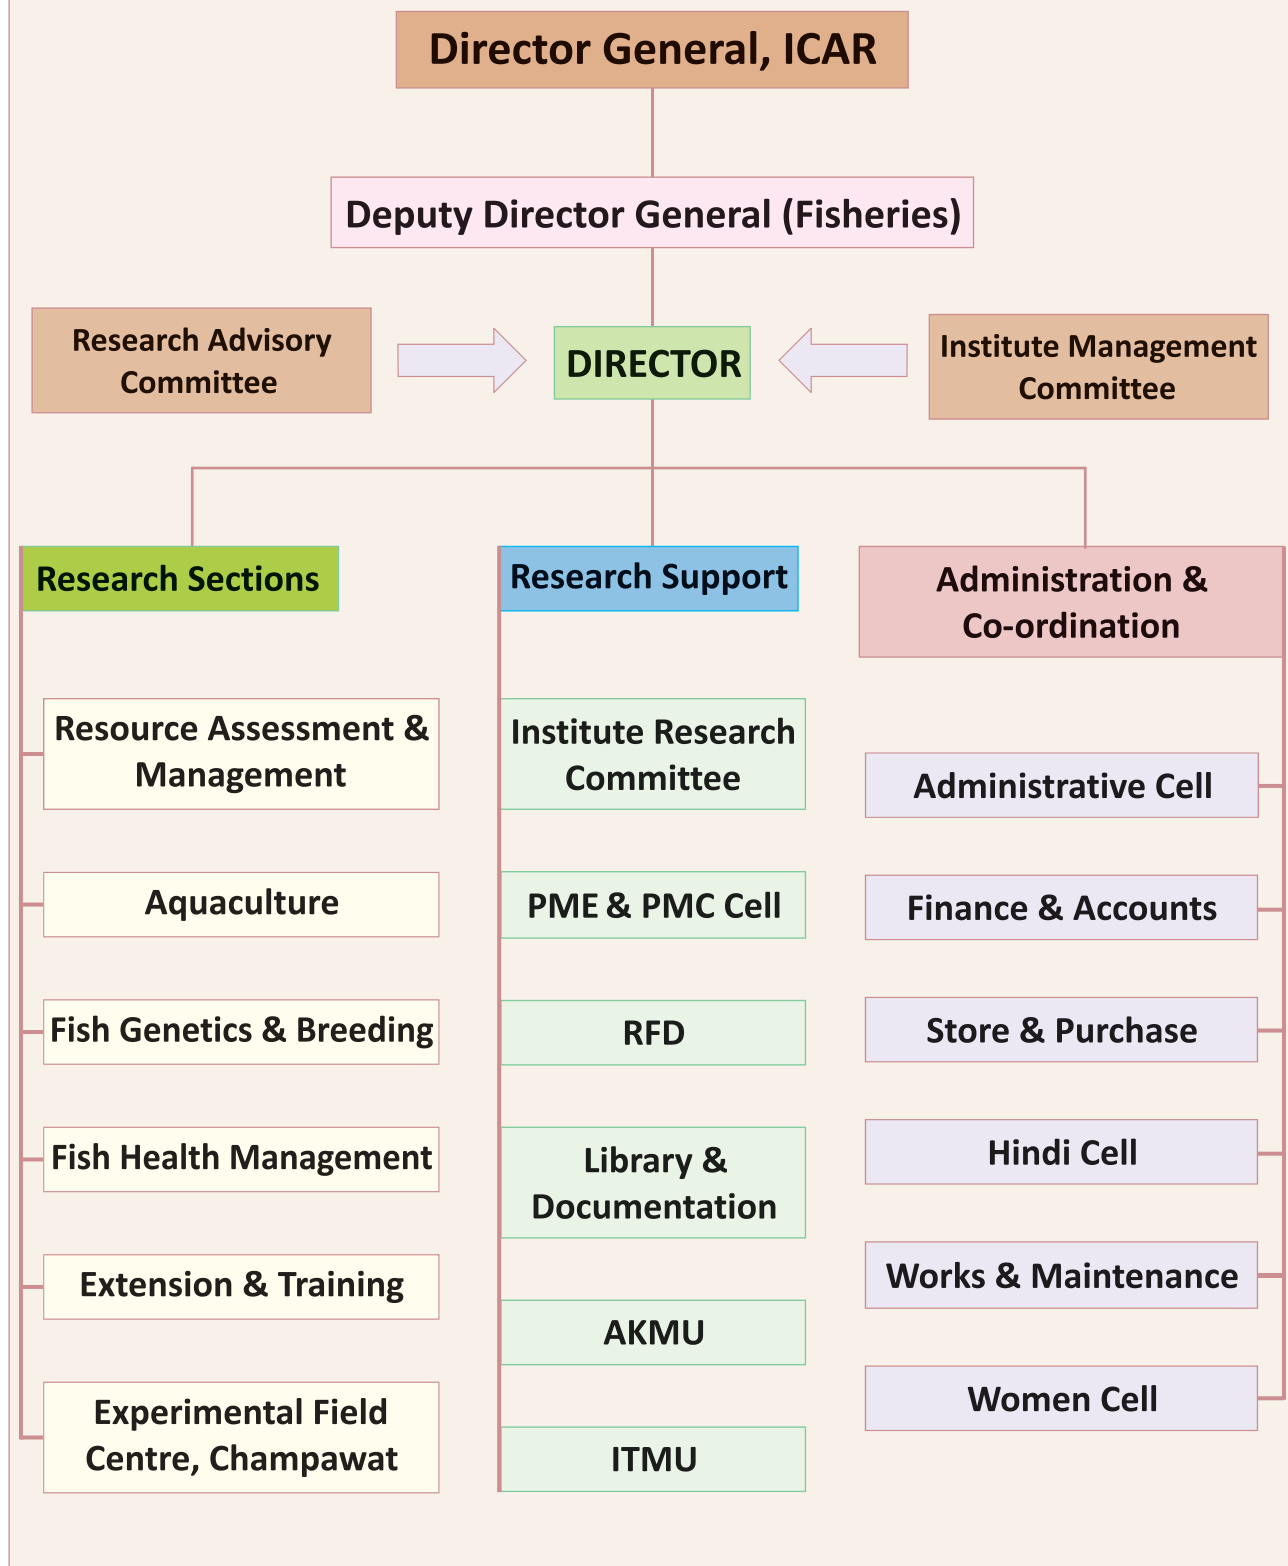 Director General, ICAR
Deputy Director General (Fisheries)
Research Advisory
Committee
DIRECTOR
Institute Management
Committee
Research Sections
Resource Assessment &
Management
Aquaculture
Fish Genetics & Breeding
Fish Health Management
Extension & Training
Experimental Field
Centre, Champawat
Research Support
Institute Research
Committee
PME & PMC Cell
RFD
Library &
Documentation
AKMU
ITMU
Administration &
Co-ordination
Administrative Cell
Finance & Accounts
Store & Purchase
Hindi Cell
Works & Maintenance
Women Cell